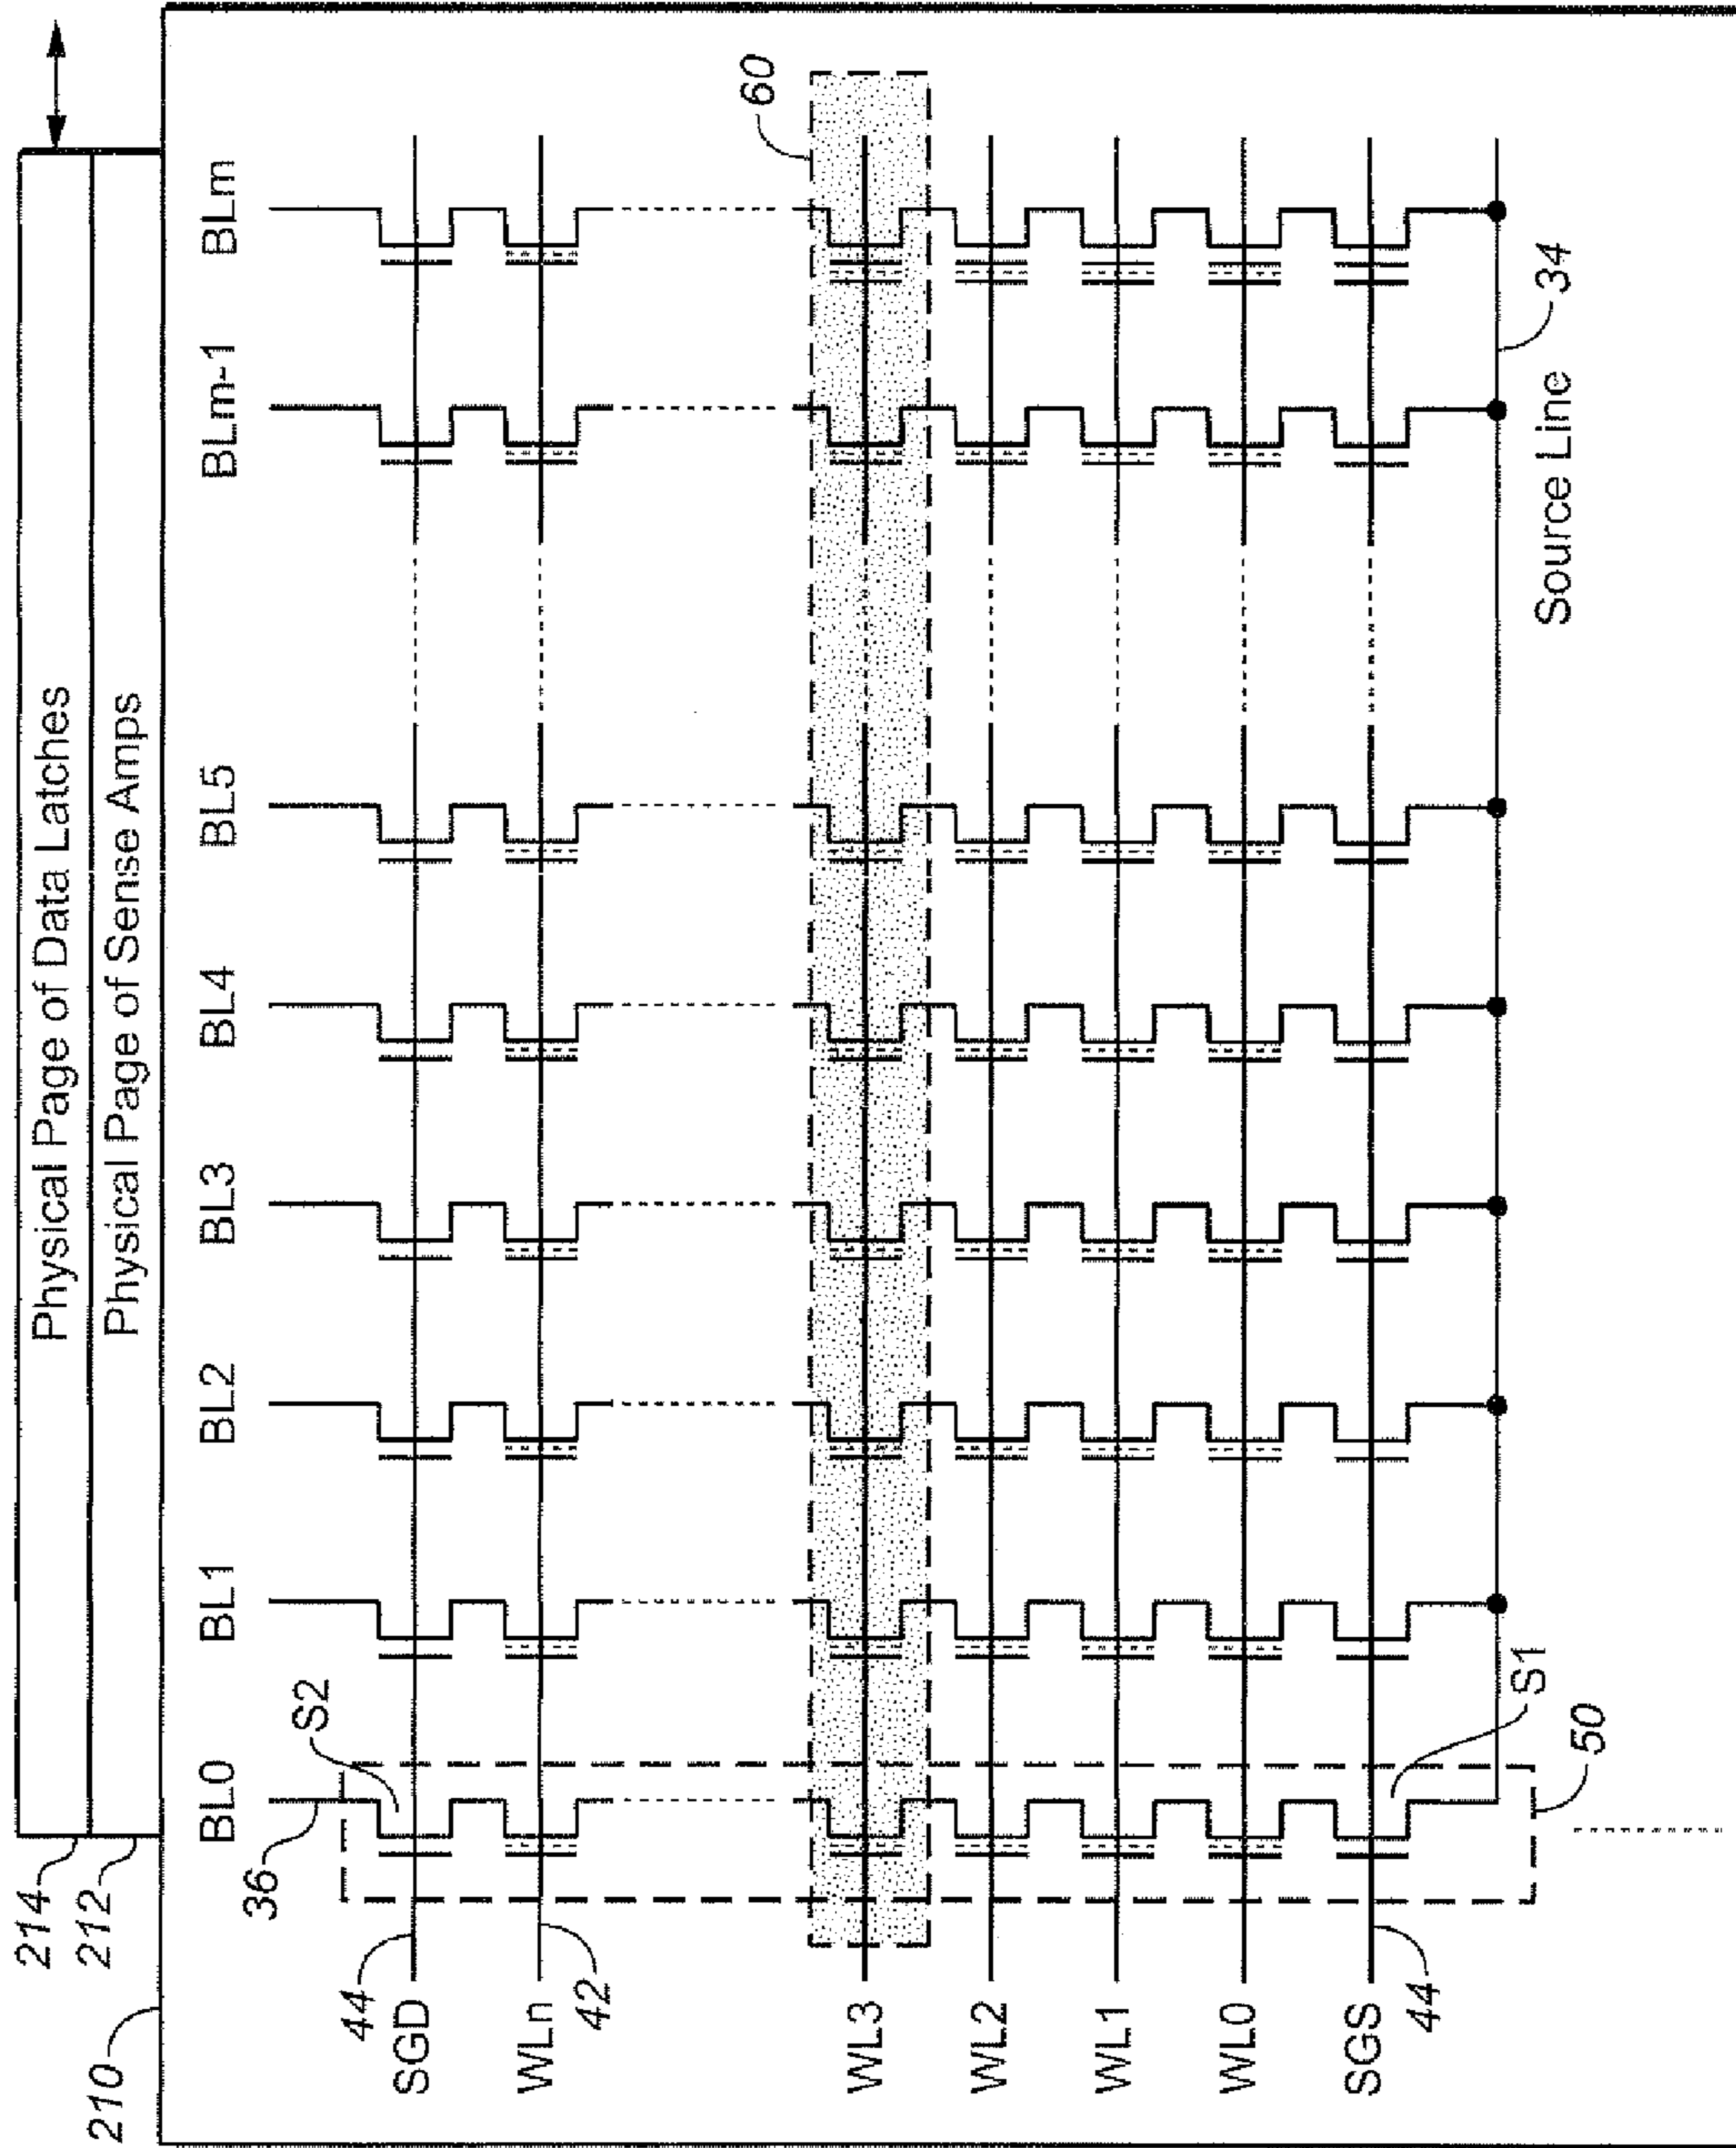 214
Physical Page of Data Latches
212
Physical Page of Sense Amps
210
BL0
BL1
BL2
BL3
BL4
BL5
BLm-1
BLm
36
S2
44
SGD
WLn
42
60
WL3
WL2
WL1
WL0
SGS
44
S1
50
Source Line
34